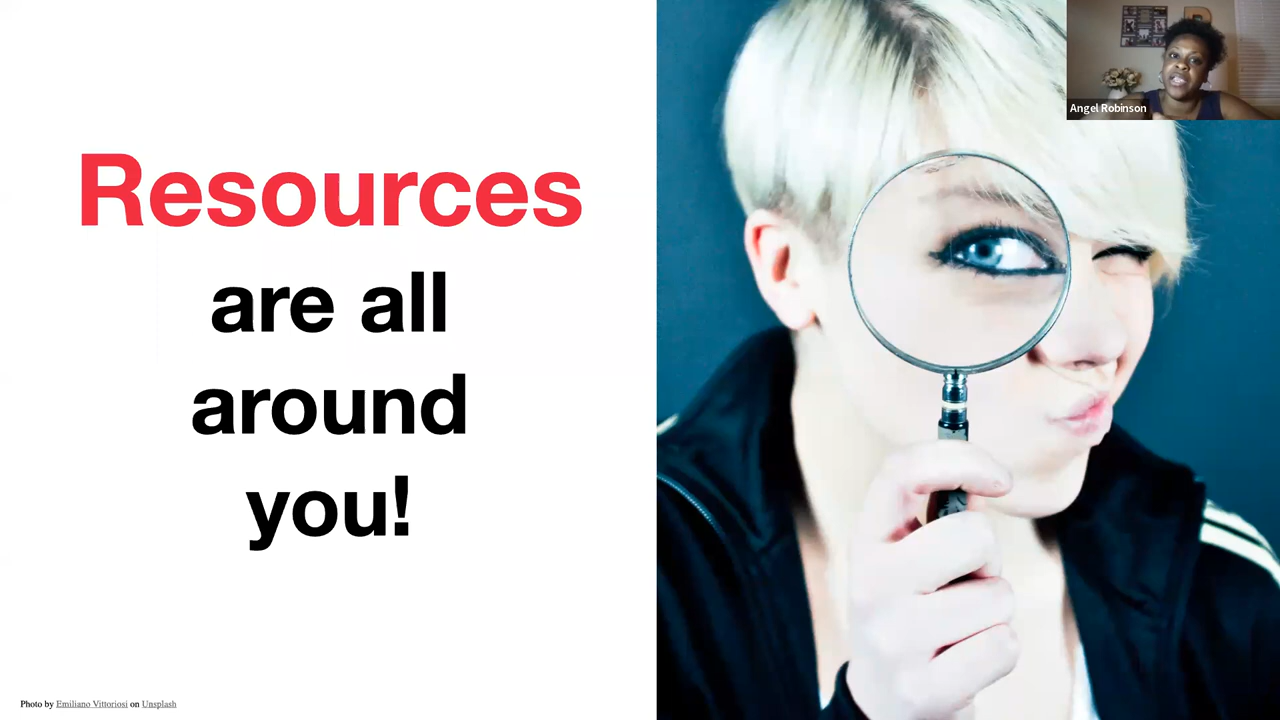 Resources
are all
around
you!
Angel Robinson
Photo by Emiliano Vittoriosi on Unsplash